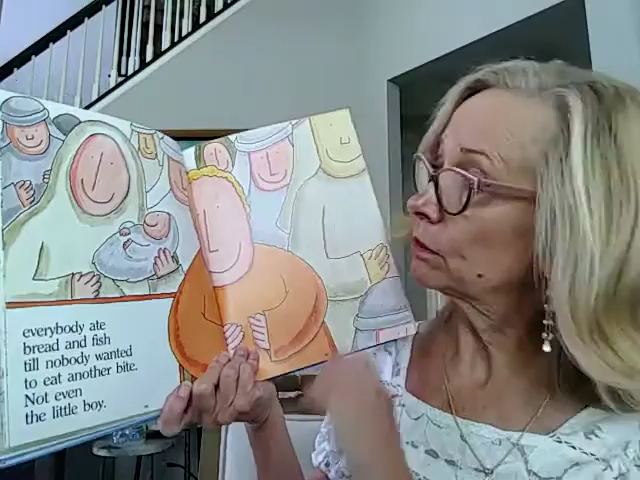 everybody ate
bread and fish
till nobody wanted
to eat another bite.
Not even
the little boy.